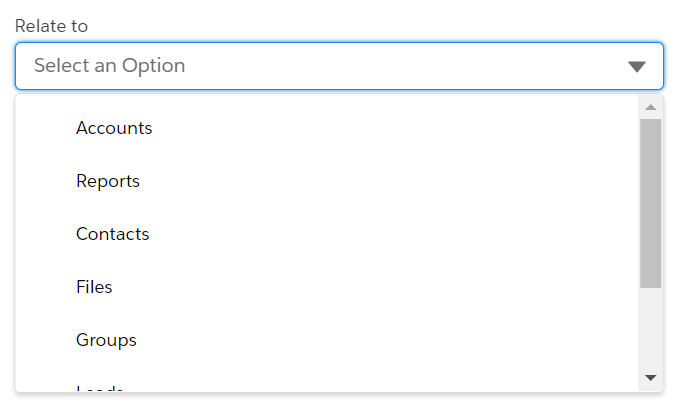 Relate to
Select an Option
Accounts
Reports
Contacts
Files
Groups